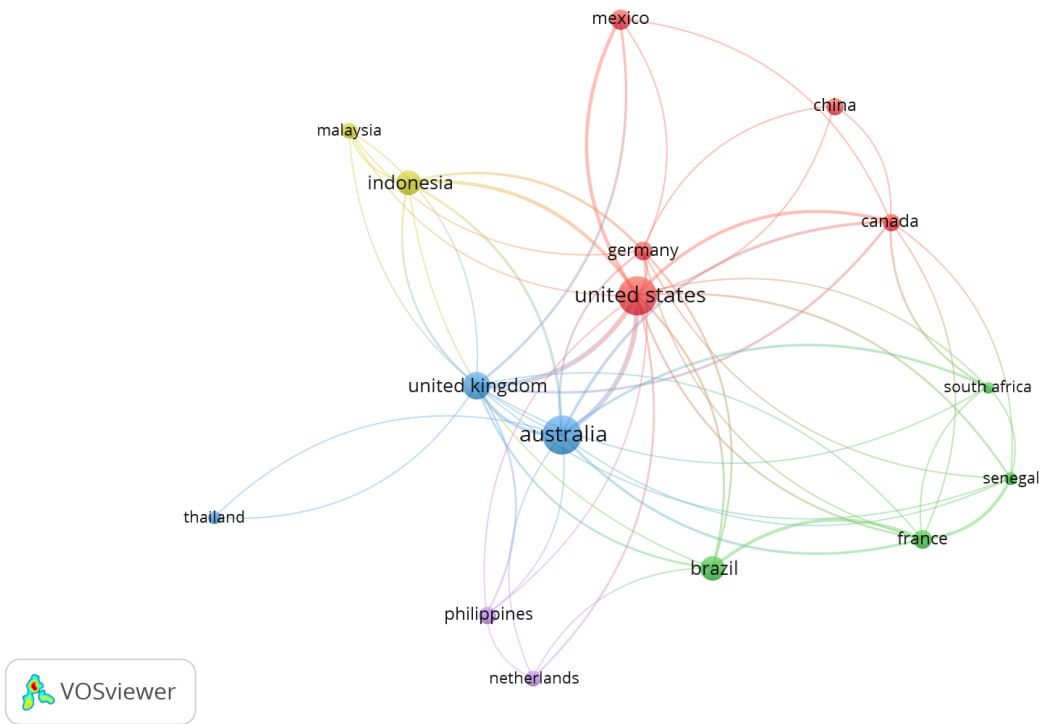 mexico
china
malaysia
indonesia
canada
germany
united states
united kingdom
south africa
australia
senegal
thailand
france
brazil
philippines
netherlands
VOSviewer